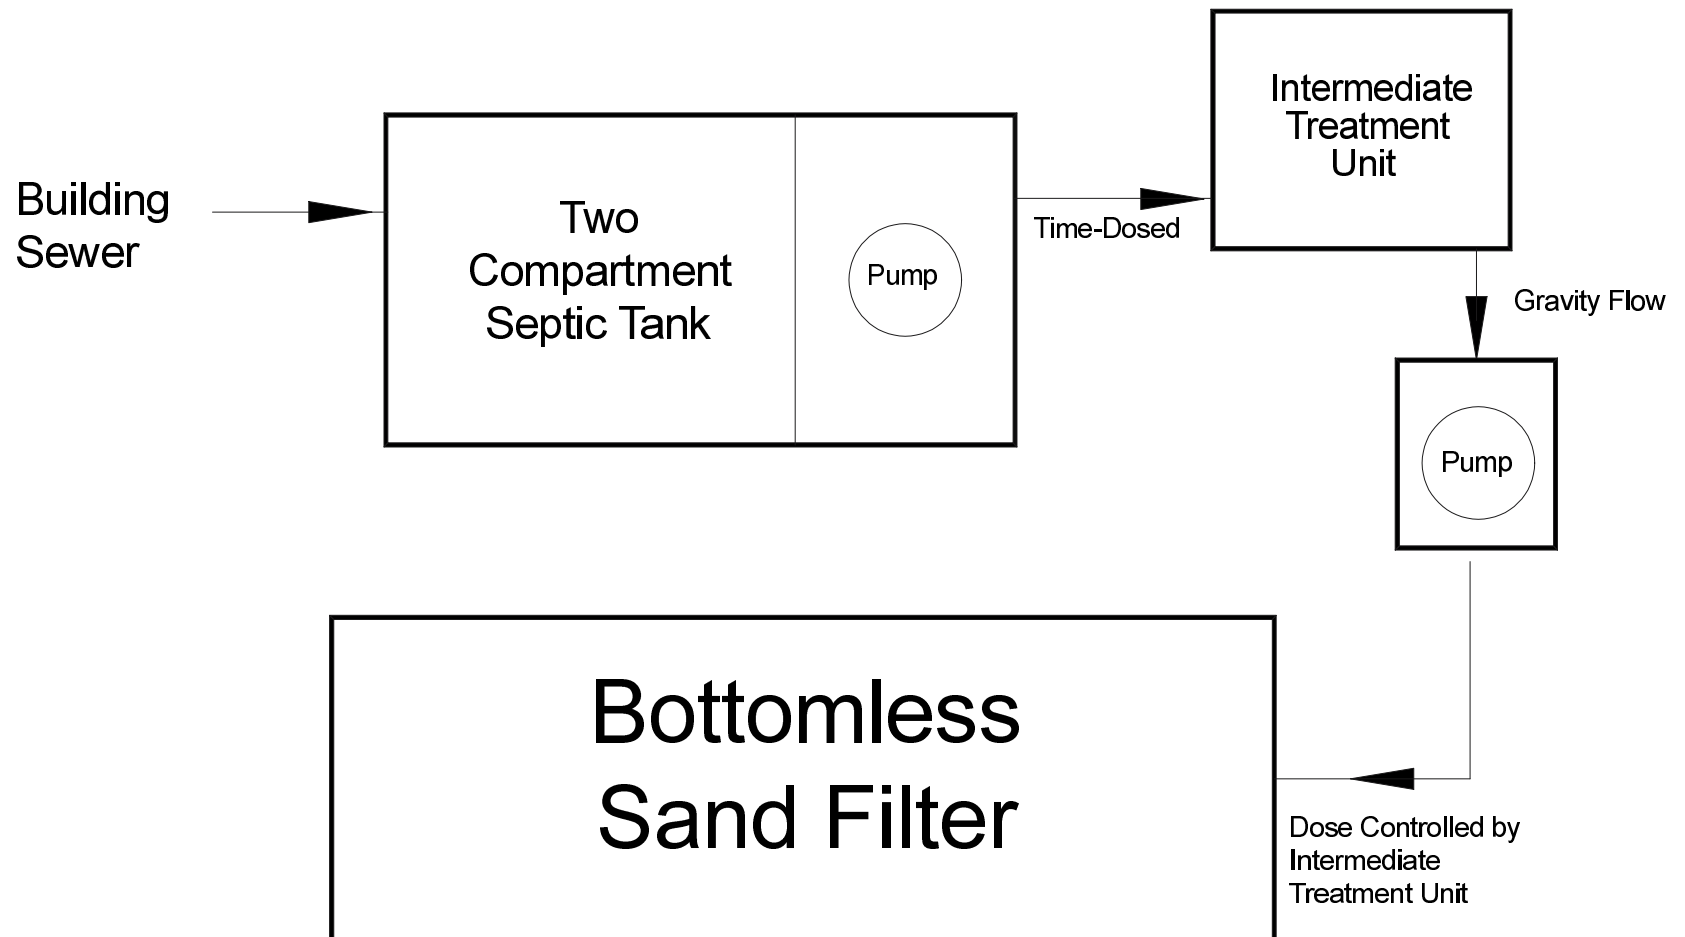 Building
Sewer
Two
Compartment
Septic Tank
Pump
Time-Dosed
Intermediate
Treatment
Unit
Gravity Flow
Pump
Bottomless
Sand Filter
Dose Controlled by
Intermediate
Treatment Unit